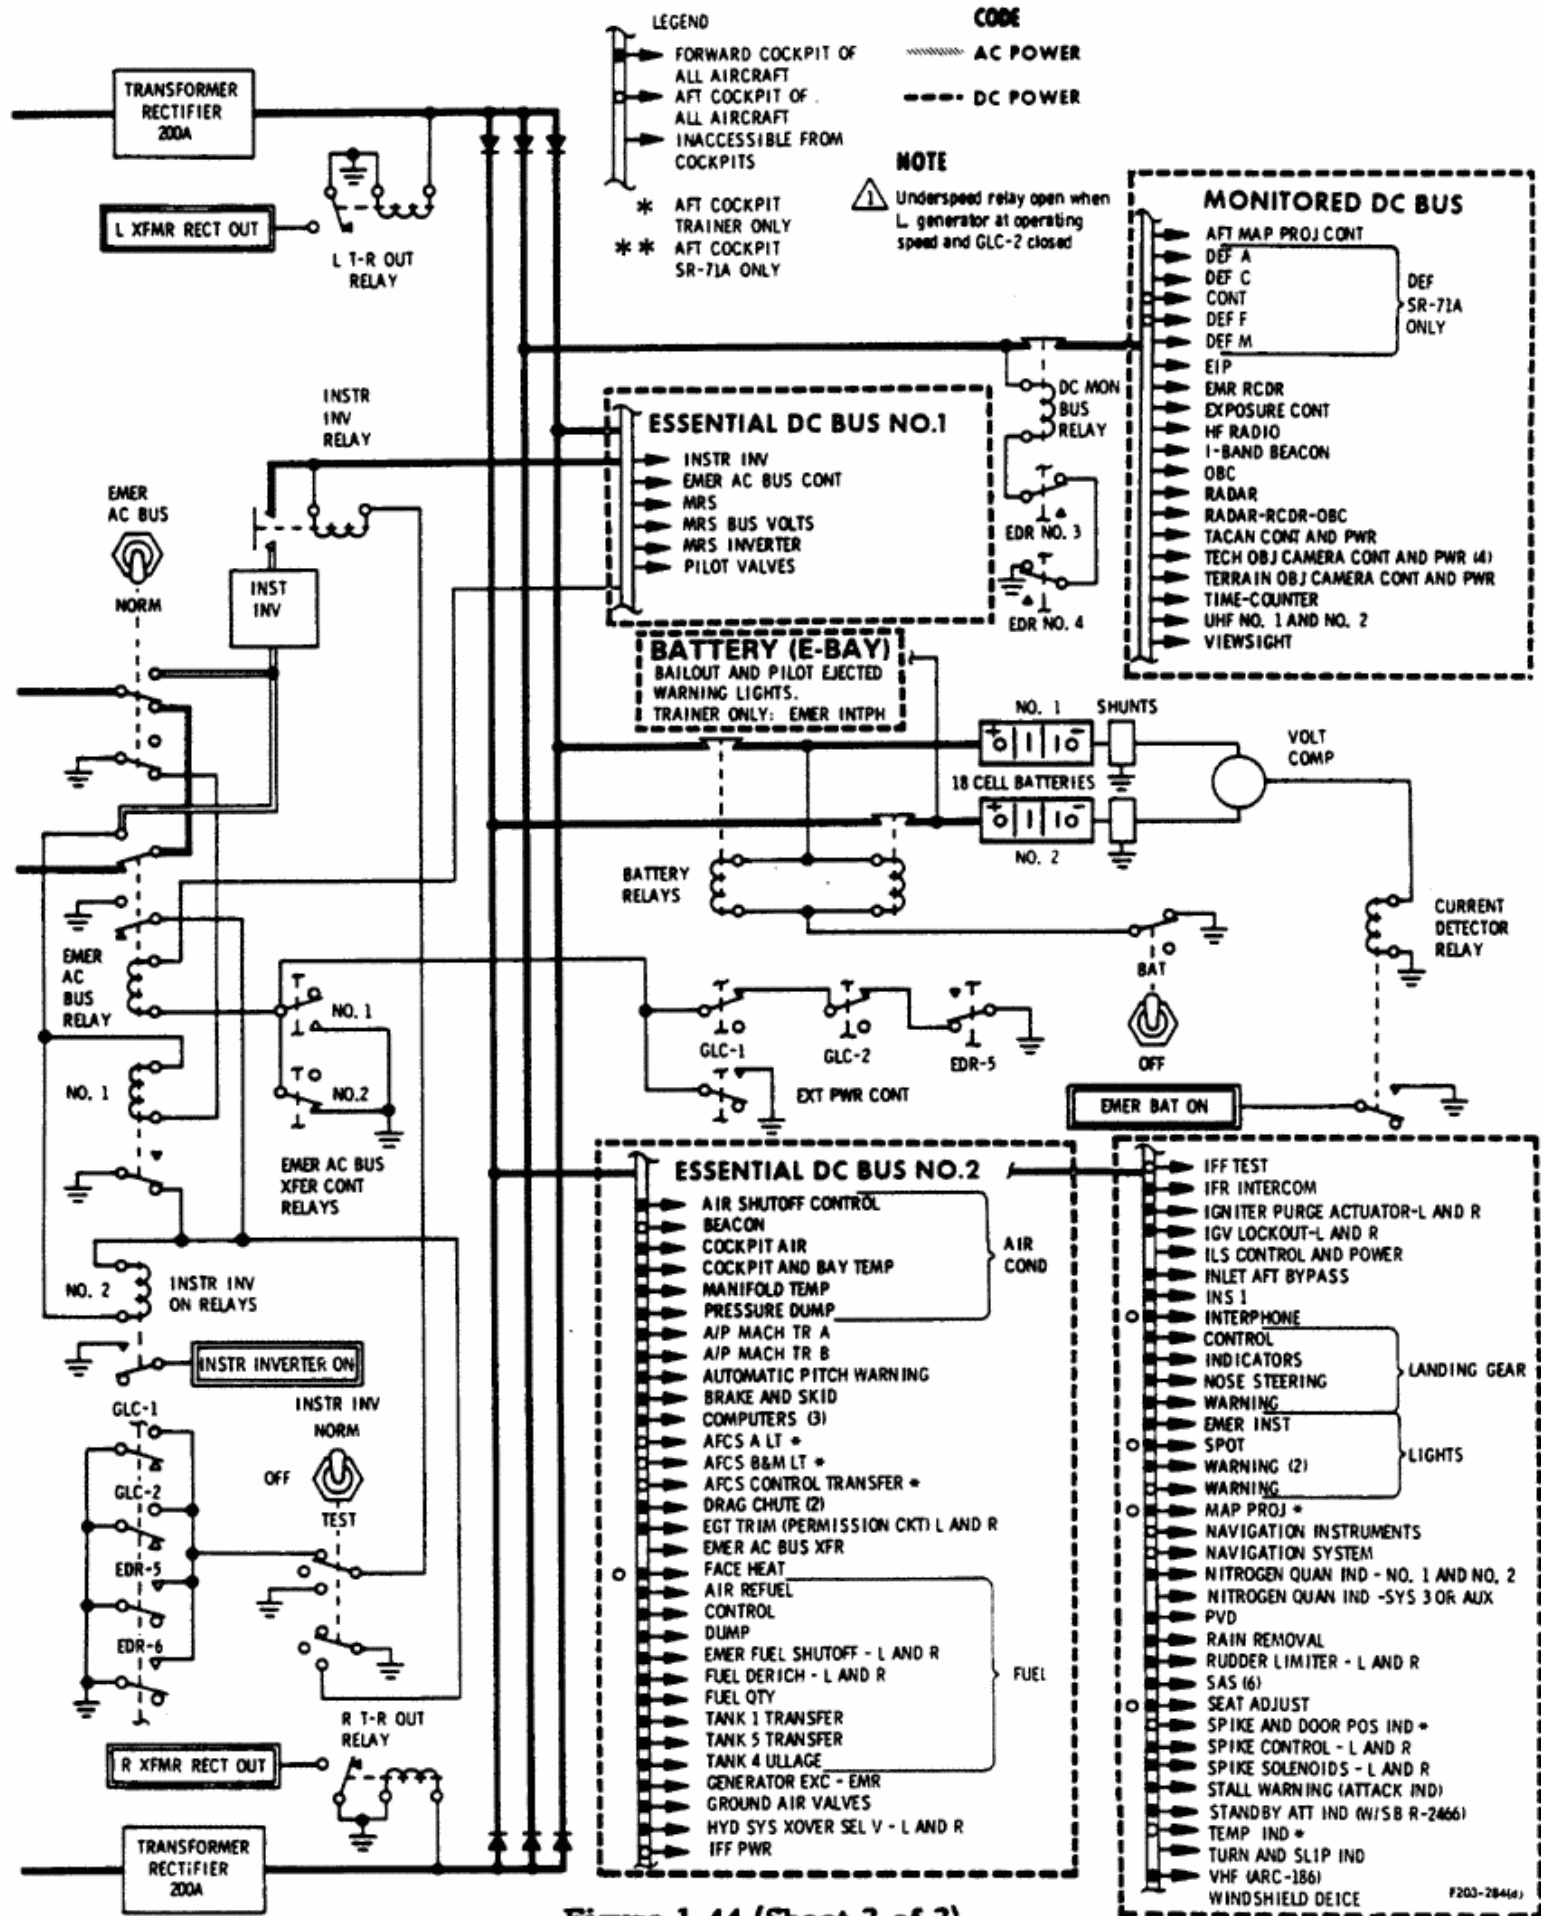 LEGEND
FORWARD COCKPIT OF
ALL AIRCRAFT
AFT COCKPIT OF
ALL AIRCRAFT
INACCESSIBLE FROM
COCKPITS
* AFT COCKPIT
TRAINER ONLY
** AFT COCKPIT
SR-71A ONLY
CODE
AC POWER
DC POWER
NOTE
1 Underspeed relay open when
L generator at operating
speed and GLC-2 closed
TRANSFORMER
RECTIFIER
200A
L XFMR RECT OUT
L T-R OUT
RELAY
MONITORED DC BUS
AFT MAP PROJ CONT
DEF A
DEF C
CONT
DEF F
DEF M
DEF
SR-71A
ONLY
EIP
EMR RCDR
EXPOSURE CONT
HF RADIO
I-BAND BEACON
OBC
RADAR
RADAR-RCDR-OBC
TACAN CONT AND PWR
TECH OBJ CAMERA CONT AND PWR (4)
TERRAIN OBJ CAMERA CONT AND PWR
TIME-COUNTER
UHF NO. 1 AND NO. 2
VIEWSIGHT
DC MON
BUS
RELAY
EDR NO. 3
EDR NO. 4
ESSENTIAL DC BUS NO.1
INSTR INV
EMER AC BUS CONT
MRS
MRS BUS VOLTS
MRS INVERTER
PILOT VALVES
INSTR
INV
RELAY
EMER
AC BUS
NORM
INST
INV
BATTERY (E-BAY)
BAILOUT AND PILOT EJECTED
WARNING LIGHTS.
TRAINER ONLY: EMER INTPH
NO. 1
SHUNTS
18 CELL BATTERIES
NO. 2
VOLT
COMP
BATTERY
RELAYS
BAT
OFF
CURRENT
DETECTOR
RELAY
EMER BAT ON
EMER
AC
BUS
RELAY
NO. 1
NO.2
EMER AC BUS
XFER CONT
RELAYS
GLC-1
GLC-2
EDR-5
EXT PWR CONT
NO. 1
NO. 2
INSTR INV
ON RELAYS
INSTR INVERTER ON
INSTR INV
NORM
OFF
TEST
GLC-1
GLC-2
EDR-5
EDR-6
R T-R OUT
RELAY
R XFMR RECT OUT
TRANSFORMER
RECTIFIER
200A
ESSENTIAL DC BUS NO.2
AIR SHUTOFF CONTROL
BEACON
COCKPIT AIR
COCKPIT AND BAY TEMP
MANIFOLD TEMP
PRESSURE DUMP
AIR
COND
A/P MACH TR A
A/P MACH TR B
AUTOMATIC PITCH WARNING
BRAKE AND SKID
COMPUTERS (3)
AFCS A LT *
AFCS B&M LT *
AFCS CONTROL TRANSFER *
DRAG CHUTE (2)
EGT TRIM (PERMISSION CKT) L AND R
EMER AC BUS XFR
FACE HEAT
AIR REFUEL
CONTROL
DUMP
EMER FUEL SHUTOFF - L AND R
FUEL DERICH - L AND R
FUEL QTY
TANK 1 TRANSFER
TANK 5 TRANSFER
TANK 4 ULLAGE
FUEL
GENERATOR EXC - EMR
GROUND AIR VALVES
HYD SYS XOVER SEL V - L AND R
IFF PWR
IFF TEST
IFR INTERCOM
IGNITER PURGE ACTUATOR-L AND R
IGV LOCKOUT-L AND R
ILS CONTROL AND POWER
INLET AFT BYPASS
INS 1
INTERPHONE
CONTROL
INDICATORS
NOSE STEERING
WARNING
LANDING GEAR
EMER INST
SPOT
WARNING (2)
WARNING
LIGHTS
MAP PROJ *
NAVIGATION INSTRUMENTS
NAVIGATION SYSTEM
NITROGEN QUAN IND - NO. 1 AND NO. 2
NITROGEN QUAN IND -SYS 3 OR AUX
PVD
RAIN REMOVAL
RUDDER LIMITER - L AND R
SAS (6)
SEAT ADJUST
SPIKE AND DOOR POS IND *
SPIKE CONTROL - L AND R
SPIKE SOLENOIDS - L AND R
STALL WARNING (ATTACK IND)
STANDBY ATT IND (W/SB R-2466)
TEMP IND *
TURN AND SLIP IND
VHF (ARC-186)
WINDSHIELD DEICE
F203-284(d)